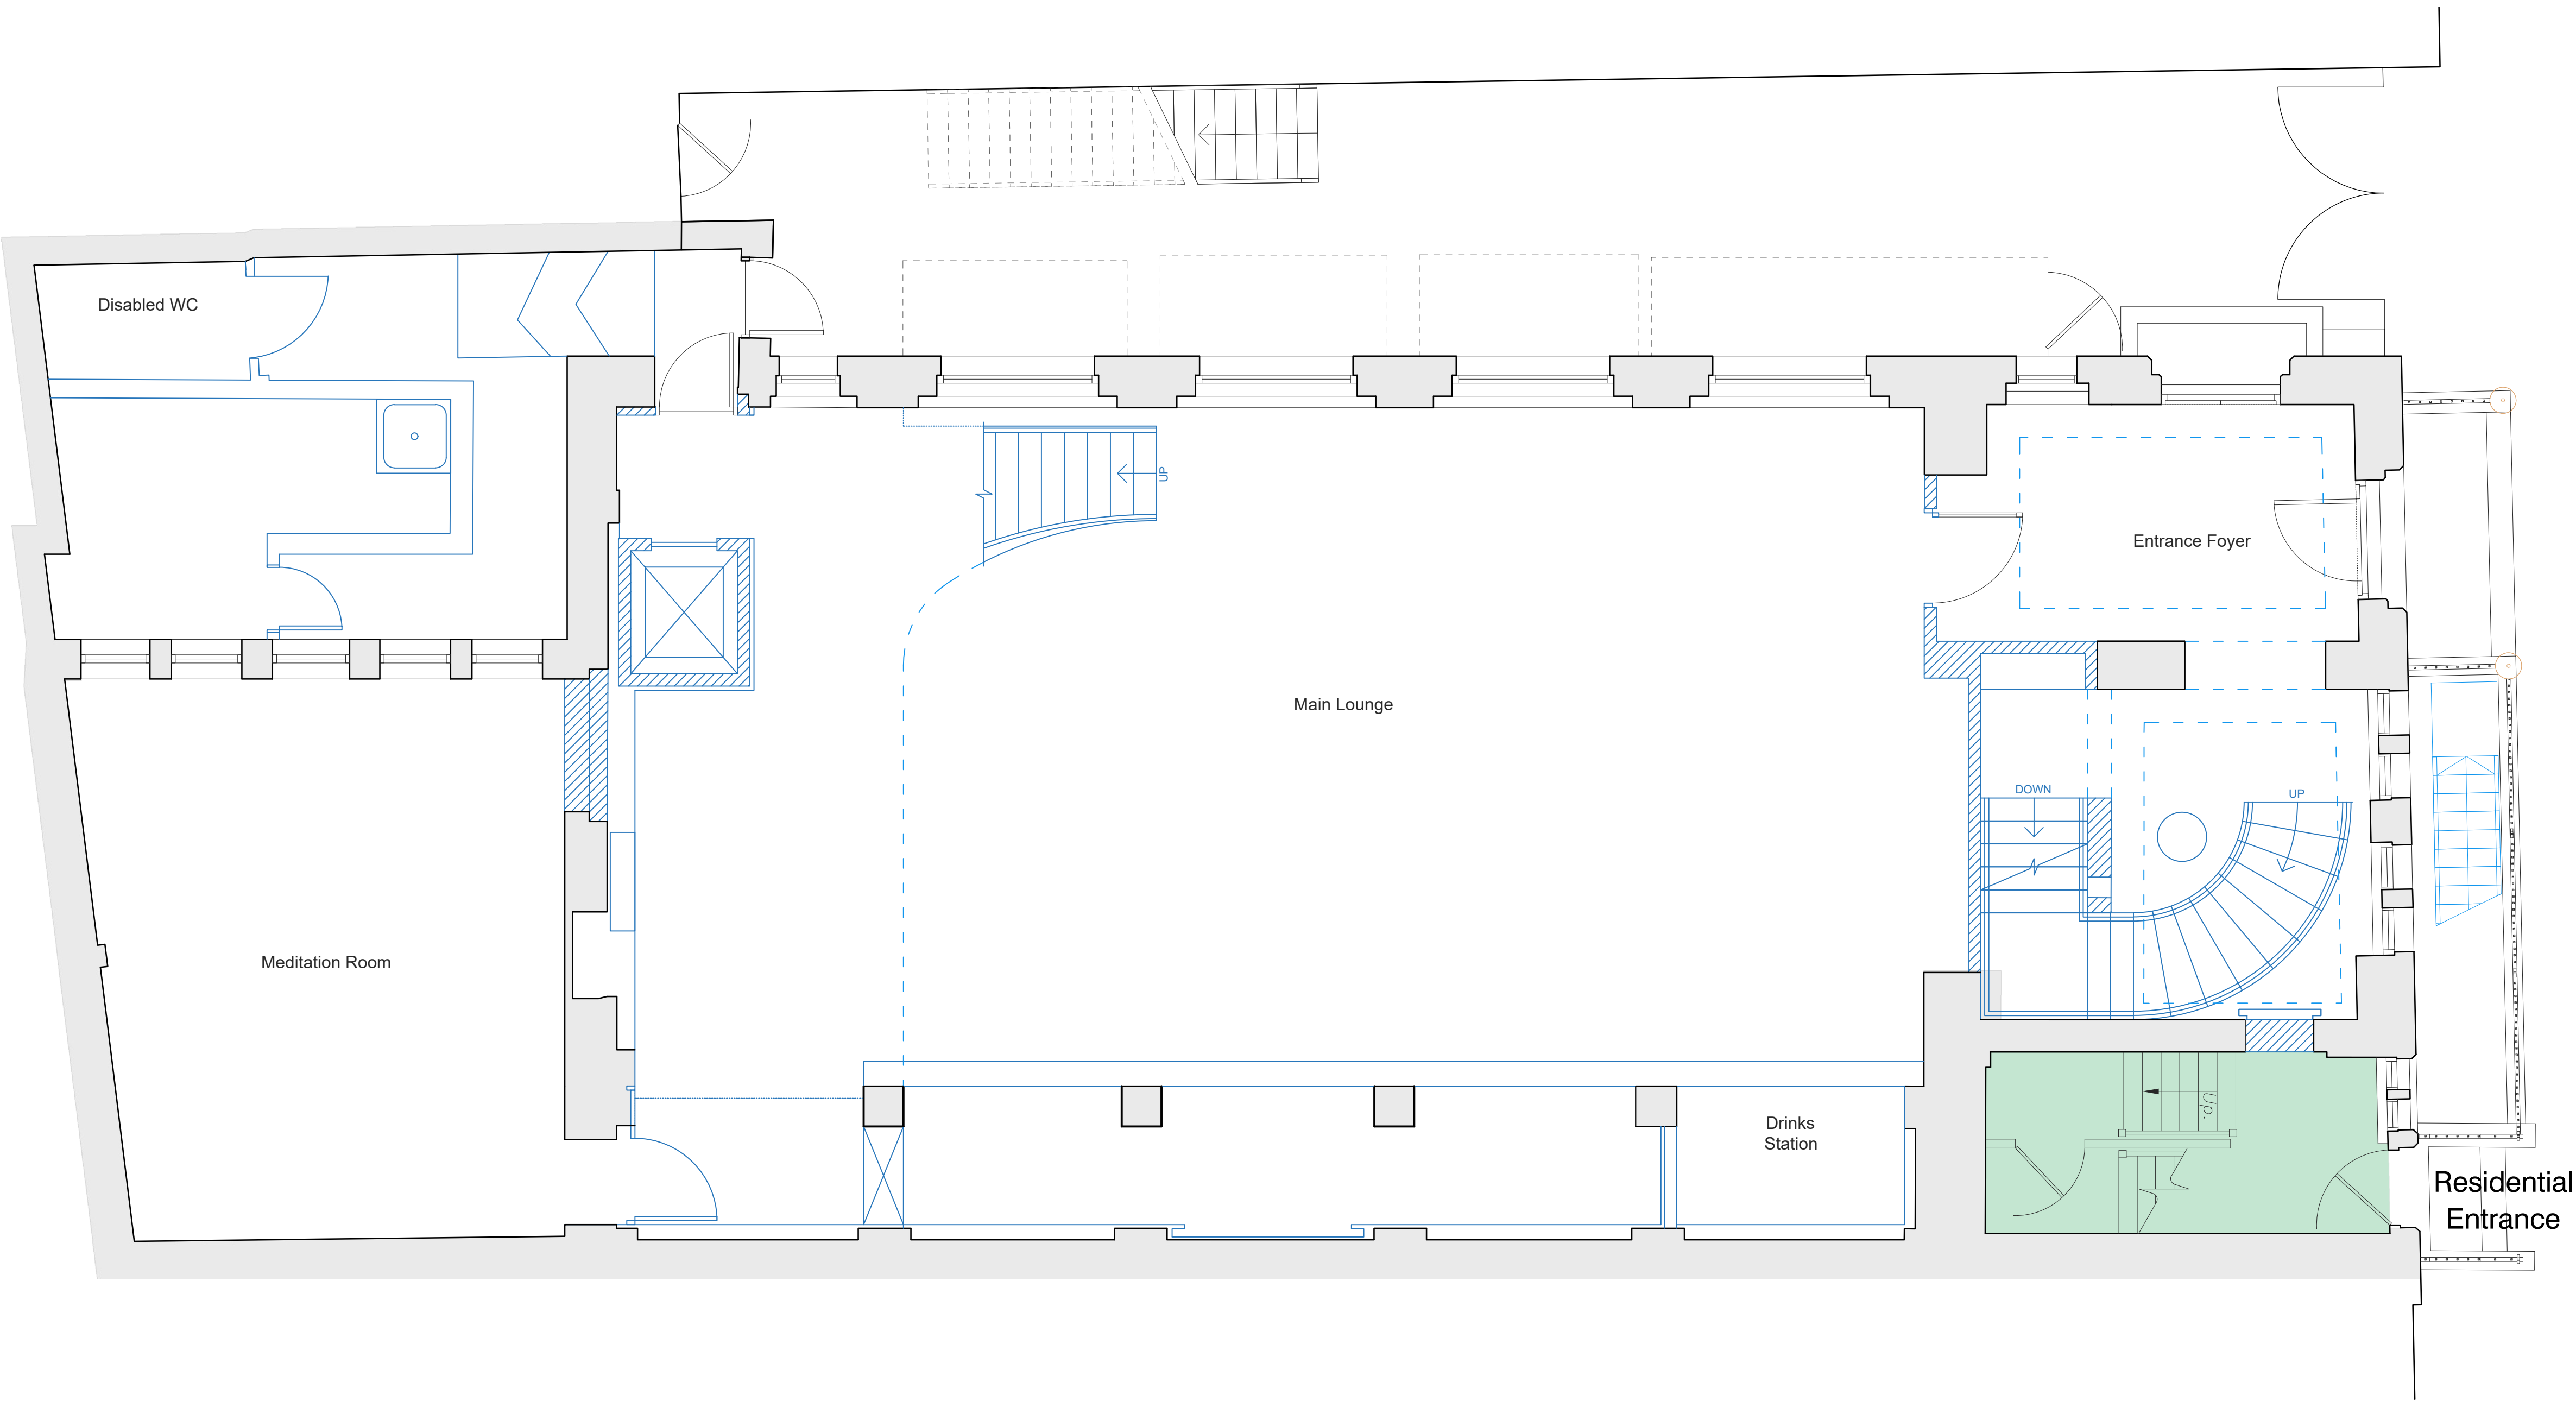 Disabled WC
UP
Entrance Foyer
Main Lounge
DOWN
UP
Meditation Room
Drinks
Station
up.
Residential
Entrance